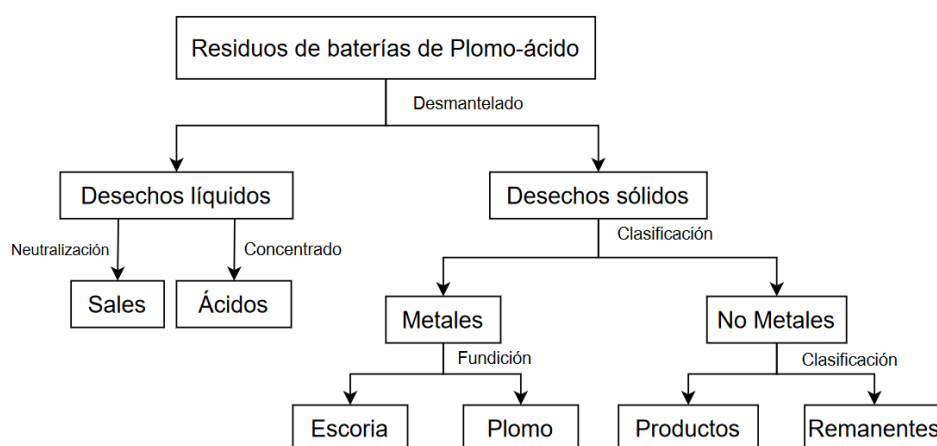 Residuos de baterías de Plomo-ácido
Desmantelado
Desechos líquidos
Desechos sólidos
Neutralización
Concentrado
Clasificación
Sales
Ácidos
Metales
No Metales
Fundición
Clasificación
Escoria
Plomo
Productos
Remanentes